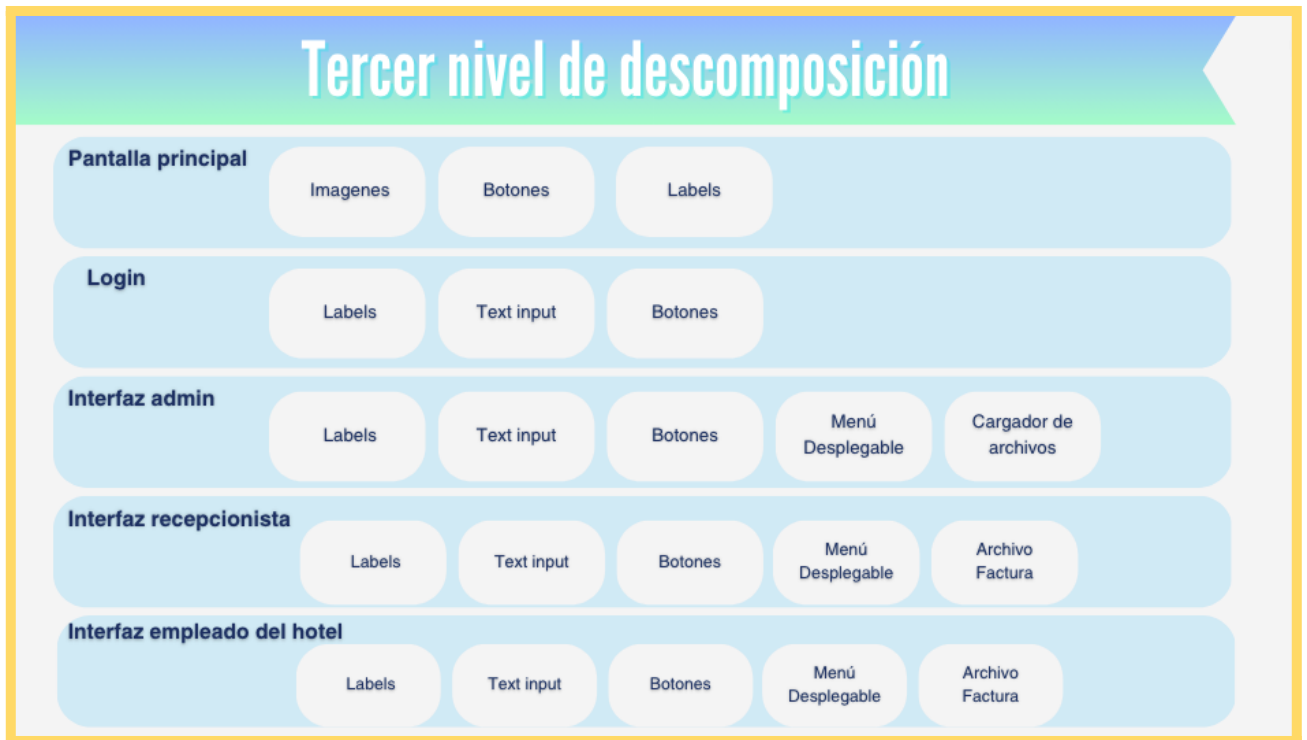 Tercer nivel de descomposición
Pantalla principal
Imagenes
Botones
Labels
Login
Labels
Text input
Botones
Interfaz admin
Labels
Text input
Botones
Menú
Desplegable
Cargador de
archivos
Interfaz recepcionista
Labels
Text input
Botones
Menú
Desplegable
Archivo
Factura
Interfaz empleado del hotel
Labels
Text input
Botones
Menú
Desplegable
Archivo
Factura